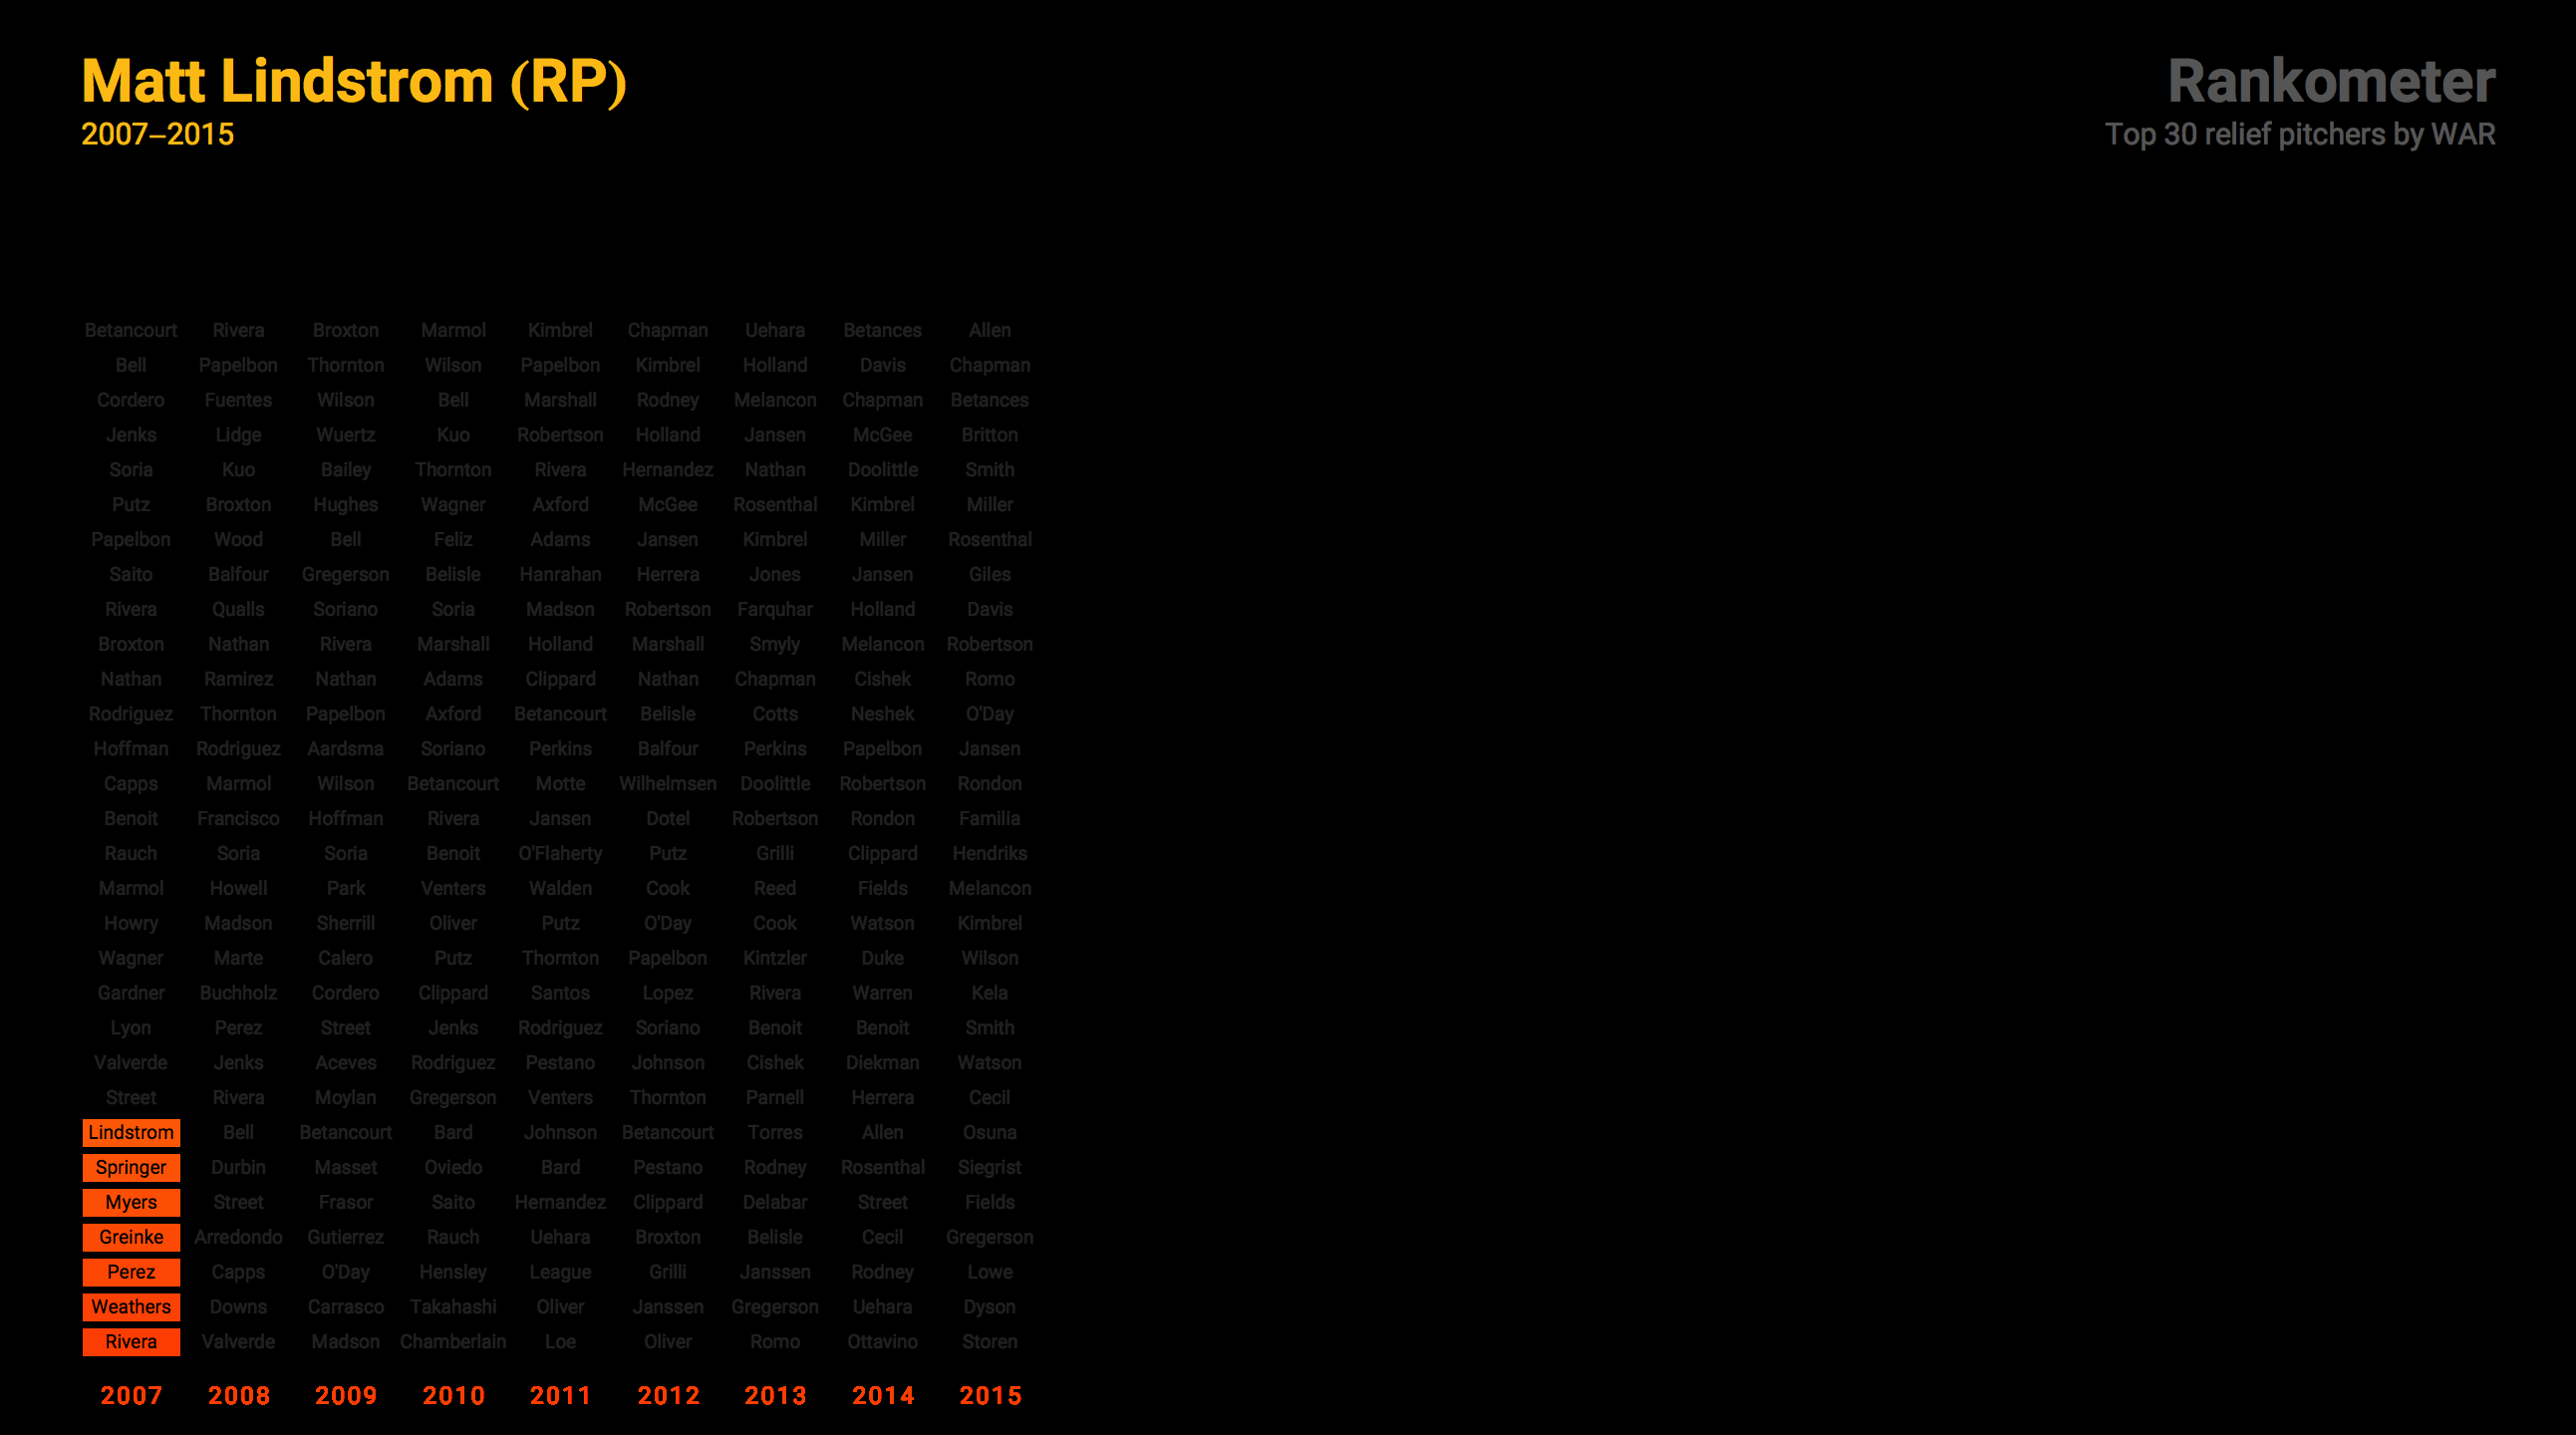 Matt Lindstrom (RP)
2007–2015
Rankometer
Top 30 relief pitchers by WAR
Betancourt Rivera Broxton Marmol Kimbrel Chapman Uehara Betances Allen
Bell Papelbon Thornton Wilson Papelbon Kimbrel Holland Davis Chapman
Cordero Fuentes Wilson Bell Marshall Rodney Melancon Chapman Betances
Jenks Lidge Wuertz Kuo Robertson Holland Jansen McGee Britton
Soria Kuo Bailey Thornton Rivera Hernandez Nathan Doolittle Smith
Putz Broxton Hughes Wagner Axford McGee Rosenthal Kimbrel Miller
Papelbon Wood Bell Feliz Adams Jansen Kimbrel Miller Rosenthal
Saito Balfour Gregerson Belisle Hanrahan Herrera Jones Jansen Giles
Rivera Qualls Soriano Soria Madson Robertson Farquhar Holland Davis
Broxton Nathan Rivera Marshall Holland Marshall Smyly Melancon Robertson
Nathan Ramirez Nathan Adams Clippard Nathan Chapman Cishek Romo
Rodriguez Thornton Papelbon Axford Betancourt Belisle Cotts Neshek O'Day
Hoffman Rodriguez Aardsma Soriano Perkins Balfour Perkins Papelbon Jansen
Capps Marmol Wilson Betancourt Motte Wilhelmsen Doolittle Robertson Rondon
Benoit Francisco Hoffman Rivera Jansen Dotel Robertson Rondon Familia
Rauch Soria Soria Benoit O'Flaherty Putz Grilli Clippard Hendriks
Marmol Howell Park Venters Walden Cook Reed Fields Melancon
Howry Madson Sherrill Oliver Putz O'Day Cook Watson Kimbrel
Wagner Marte Calero Putz Thornton Papelbon Kintzler Duke Wilson
Gardner Buchholz Cordero Clippard Santos Lopez Rivera Warren Kela
Lyon Perez Street Jenks Rodriguez Soriano Benoit Benoit Smith
Valverde Jenks Aceves Rodriguez Pestano Johnson Cishek Diekman Watson
Street Rivera Moylan Gregerson Venters Thornton Parnell Herrera Cecil
Lindstrom Bell Betancourt Bard Johnson Betancourt Torres Allen Osuna
Springer Durbin Masset Oviedo Bard Pestano Rodney Rosenthal Siegrist
Myers Street Frasor Saito Hernandez Clippard Delabar Street Fields
Greinke Arredondo Gutierrez Rauch Uehara Broxton Belisle Cecil Gregerson
Perez Capps O'Day Hensley League Grilli Janssen Rodney Lowe
Weathers Downs Carrasco Takahashi Oliver Janssen Gregerson Uehara Dyson
Rivera Valverde Madson Chamberlain Loe Oliver Romo Ottavino Storen
2007 2008 2009 2010 2011 2012 2013 2014 2015